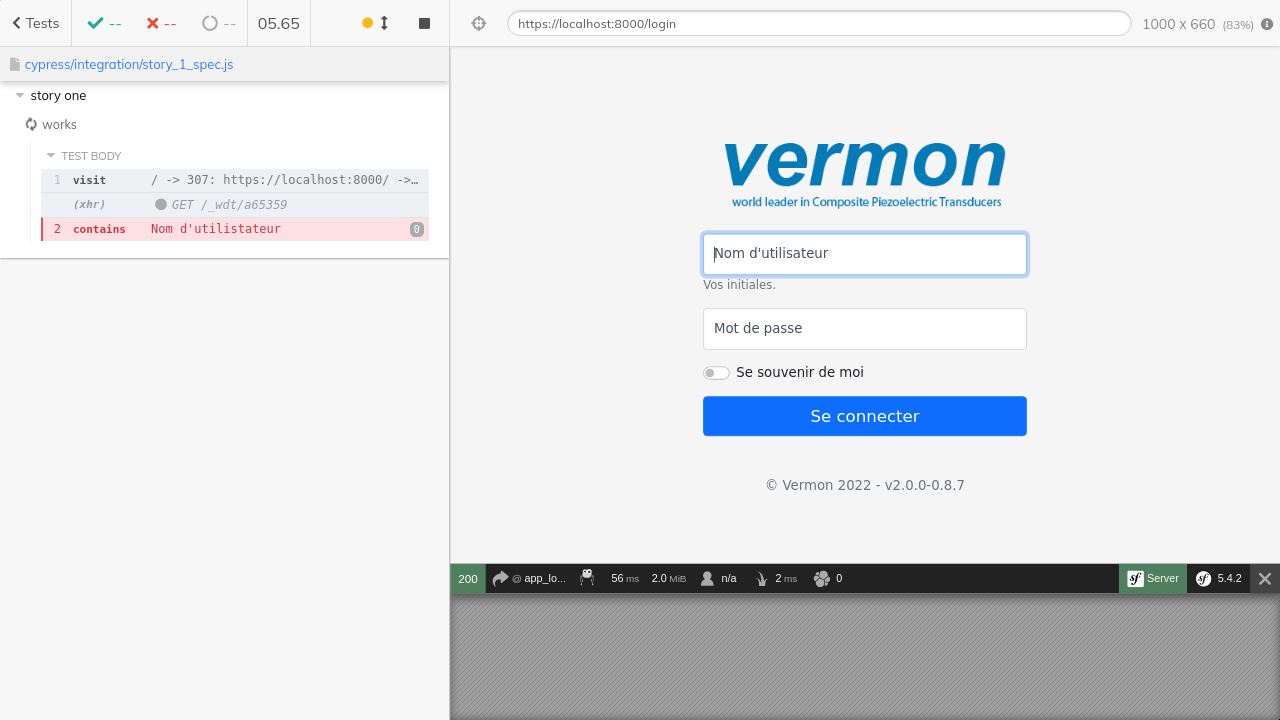 Tests
--
--
--
05.65
https://localhost:8000/login
1000 x 660 (83%)
cypress/integration/story_1_spec.js
story one
works
TEST BODY
1 visit / -> 307: https://localhost:8000/ ->…
(xhr) GET /_wdt/a65359
2 contains Nom d'utilistateur 0
vermon
world leader in Composite Piezoelectric Transducers
Nom d'utilisateur
Vos initiales.
Mot de passe
Se souvenir de moi
Se connecter
© Vermon 2022 - v2.0.0-0.8.7
200 @ app_lo... 56 ms 2.0 MiB n/a 2 ms 0 sf Server sf 5.4.2